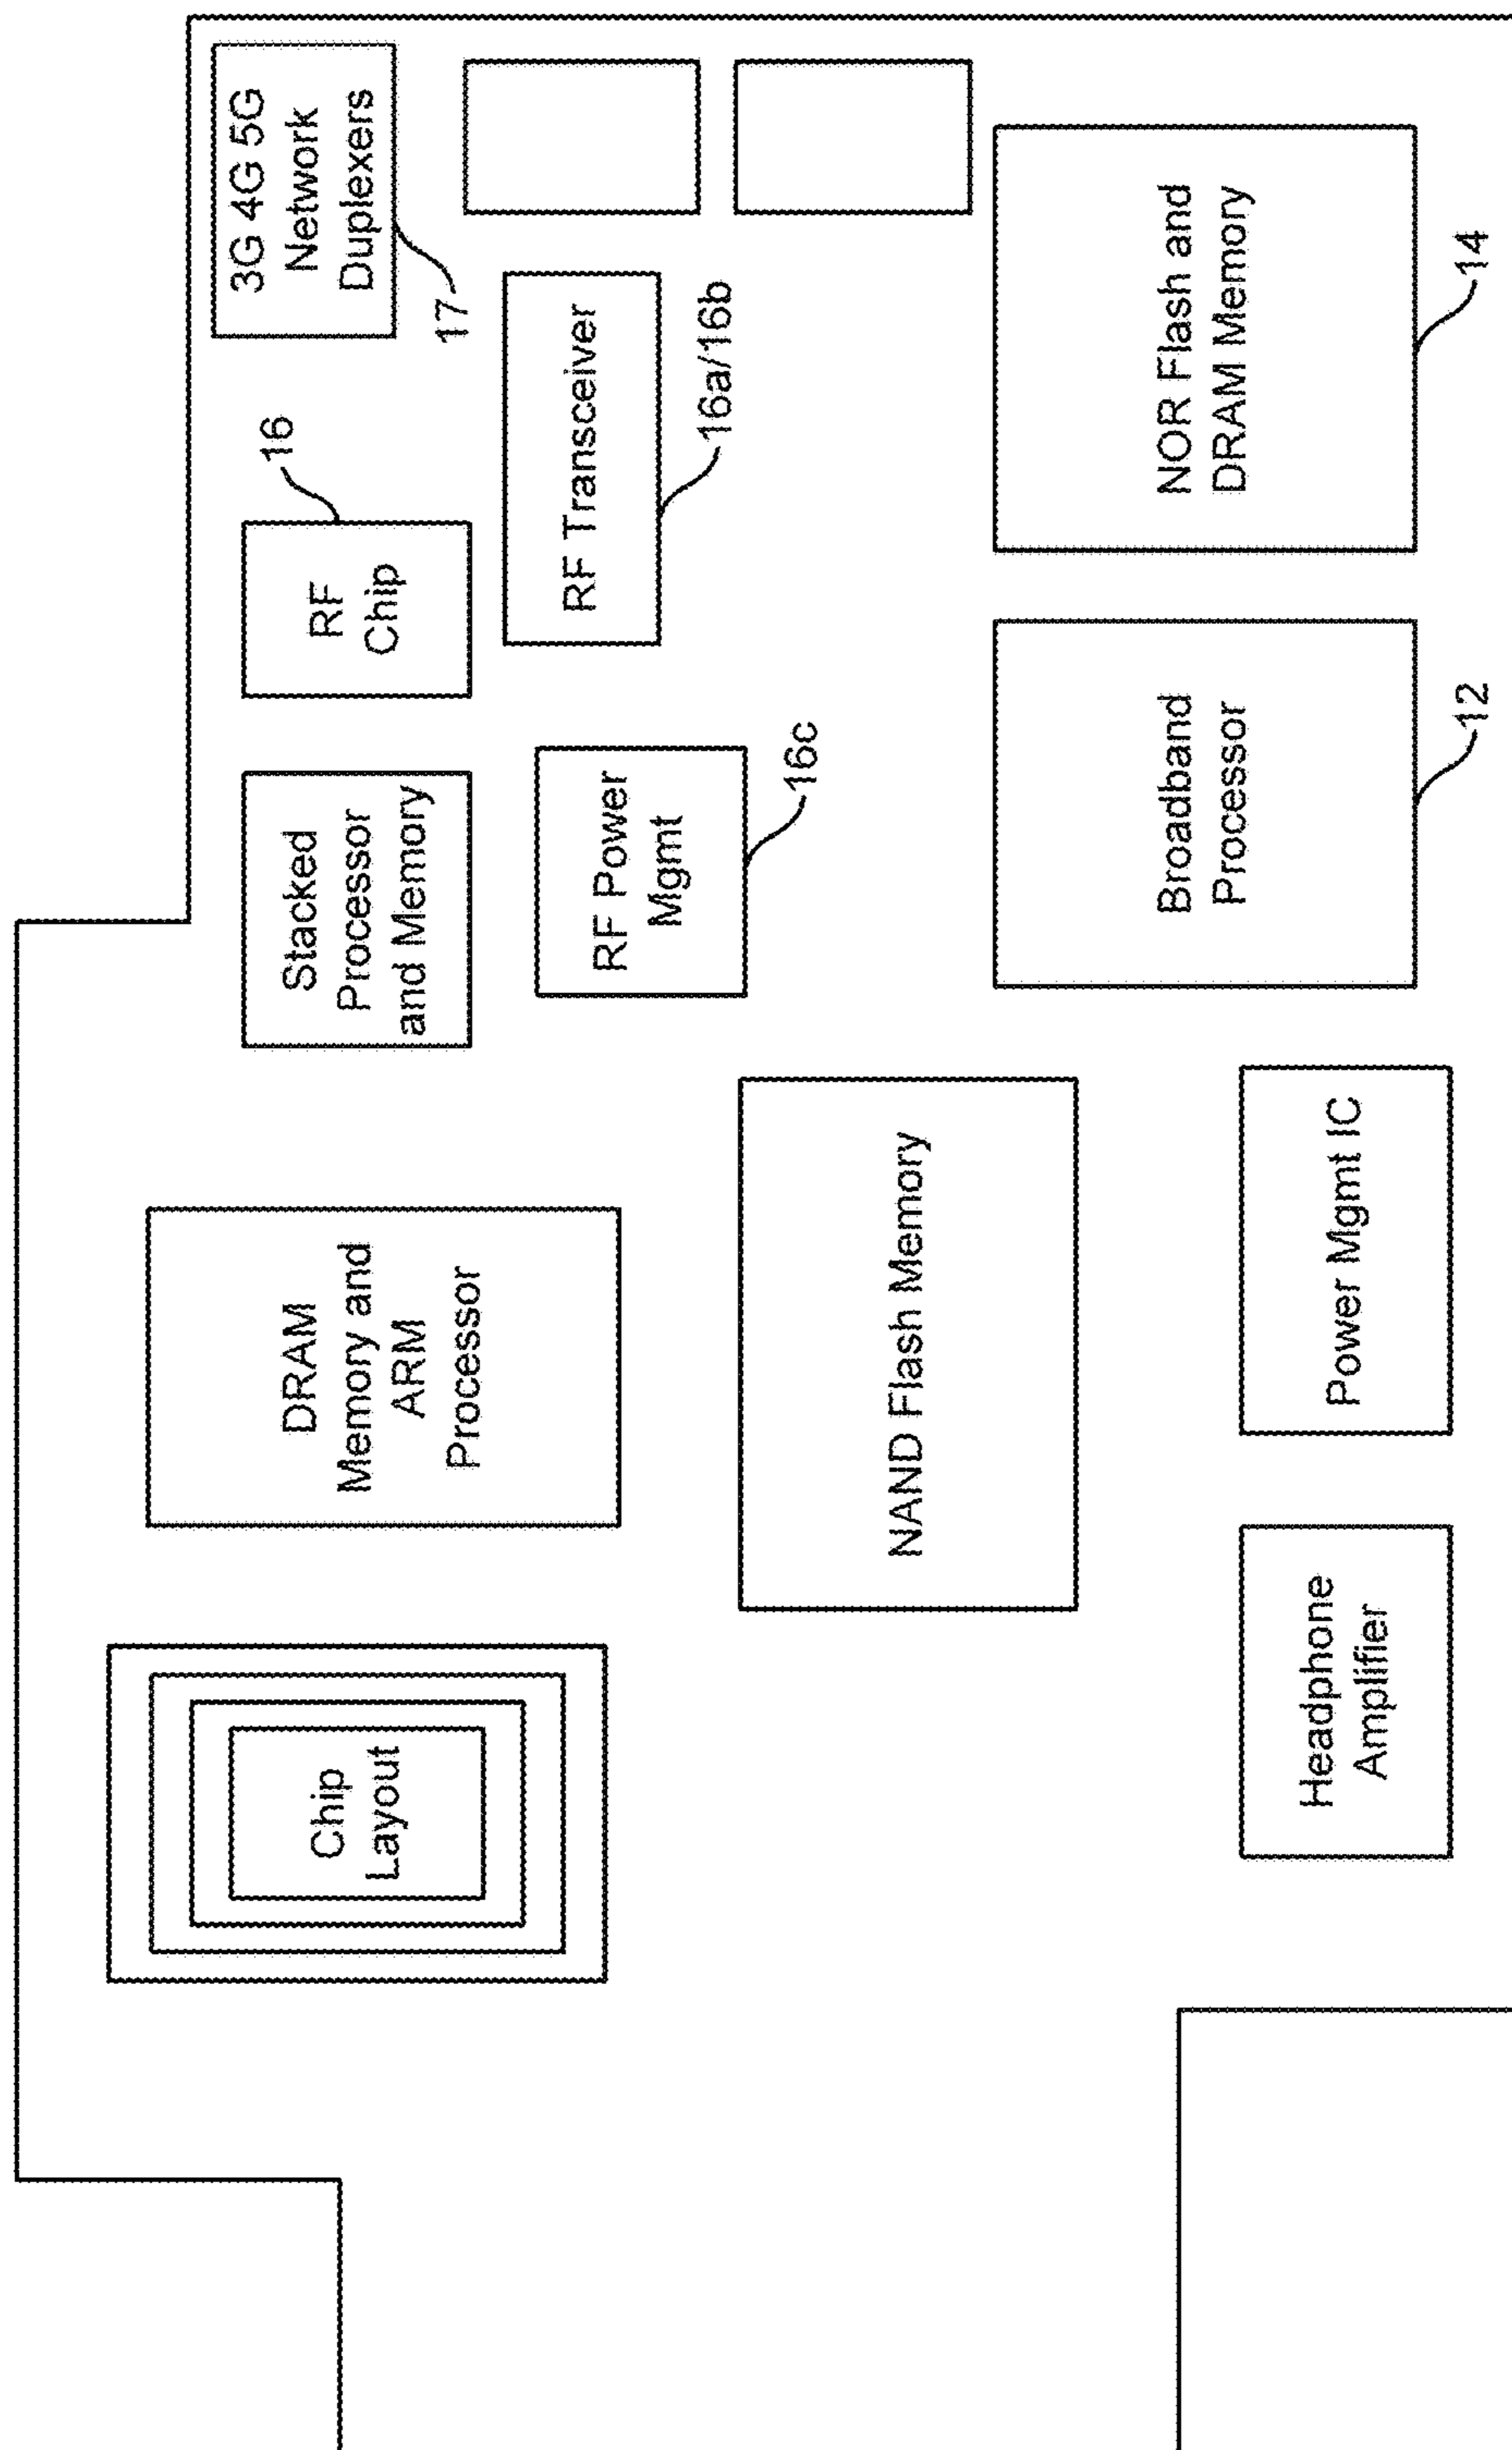 3G 4G 5G
Network
Duplexers
17
16
RF
Chip
RF Transceiver
16a/16b
Stacked
Processor
and Memory
RF Power
Mgmt
16c
NOR Flash and
DRAM Memory
14
Broadband
Processor
12
DRAM
Memory and
ARM
Processor
NAND Flash Memory
Power Mgmt IC
Chip
Layout
Headphone
Amplifier